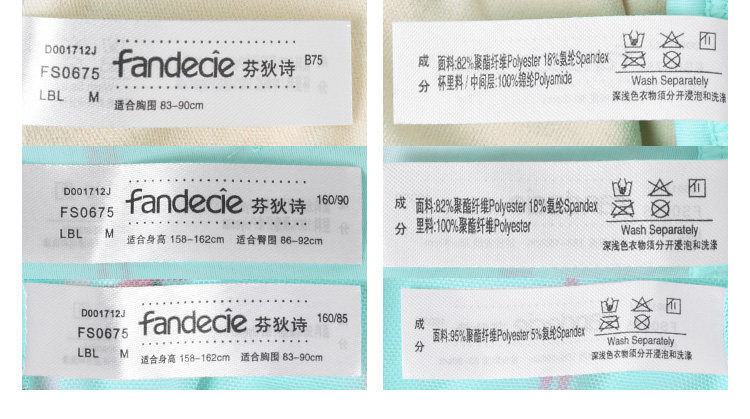 D001712J
FS0675
LBL M
fandecie 芬狄诗 B75
适合胸围 83-90cm
成分
面料:82%聚酯纤维Polyester 18%氨纶Spandex
杯里料/中间层:100%锦纶Polyamide
Wash Separately
深浅色衣物须分开浸泡和洗涤
D001712J
FS0675
LBL M
fandecie 芬狄诗 160/90
适合身高 158-162cm 适合臀围 86-92cm
成分
面料:82%聚酯纤维Polyester 18%氨纶Spandex
里料:100%聚酯纤维Polyester
Wash Separately
深浅色衣物须分开浸泡和洗涤
D001712J
FS0675
LBL M
fandecie 芬狄诗 160/85
适合身高 158-162cm 适合胸围 83-90cm
成分
面料:95%聚酯纤维Polyester 5%氨纶Spandex
Wash Separately
深浅色衣物须分开浸泡和洗涤